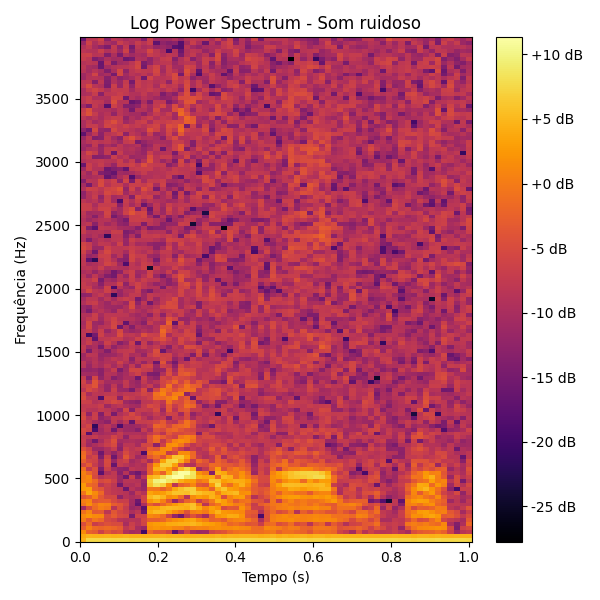 Log Power Spectrum - Som ruidoso
Frequência (Hz)
3500
3000
2500
2000
1500
1000
500
0
0.0 0.2 0.4 0.6 0.8 1.0
Tempo (s)
+10 dB
+5 dB
+0 dB
-5 dB
-10 dB
-15 dB
-20 dB
-25 dB